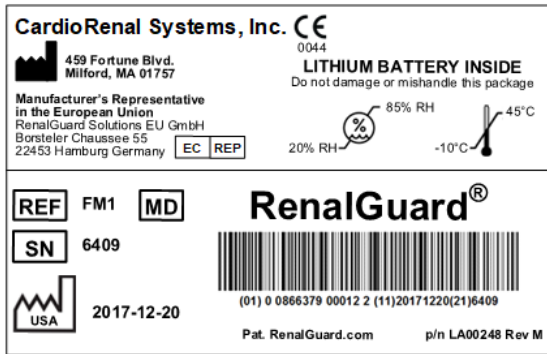 CardioRenal Systems, Inc. CE
0044
459 Fortune Blvd.
Milford, MA 01757
LITHIUM BATTERY INSIDE
Do not damage or mishandle this package
Manufacturer's Representative
in the European Union
RenalGuard Solutions EU GmbH
Borsteler Chaussee 55
22453 Hamburg Germany
EC REP
85% RH
%
20% RH
45°C
-10°C
REF FM1 MD
SN 6409
USA 2017-12-20
RenalGuard®
(01) 0 0866379 00012 2 (11)20171220(21)6409
Pat. RenalGuard.com p/n LA00248 Rev M